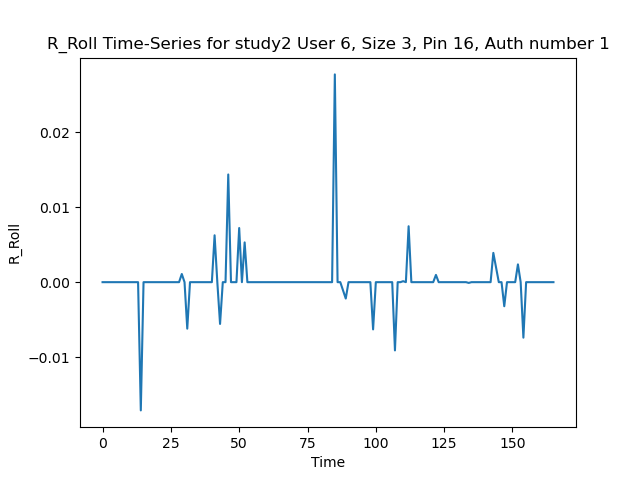 R_Roll Time-Series for study2 User 6, Size 3, Pin 16, Auth number 1
R_Roll
0.02
0.01
0.00
−0.01
0 25 50 75 100 125 150
Time